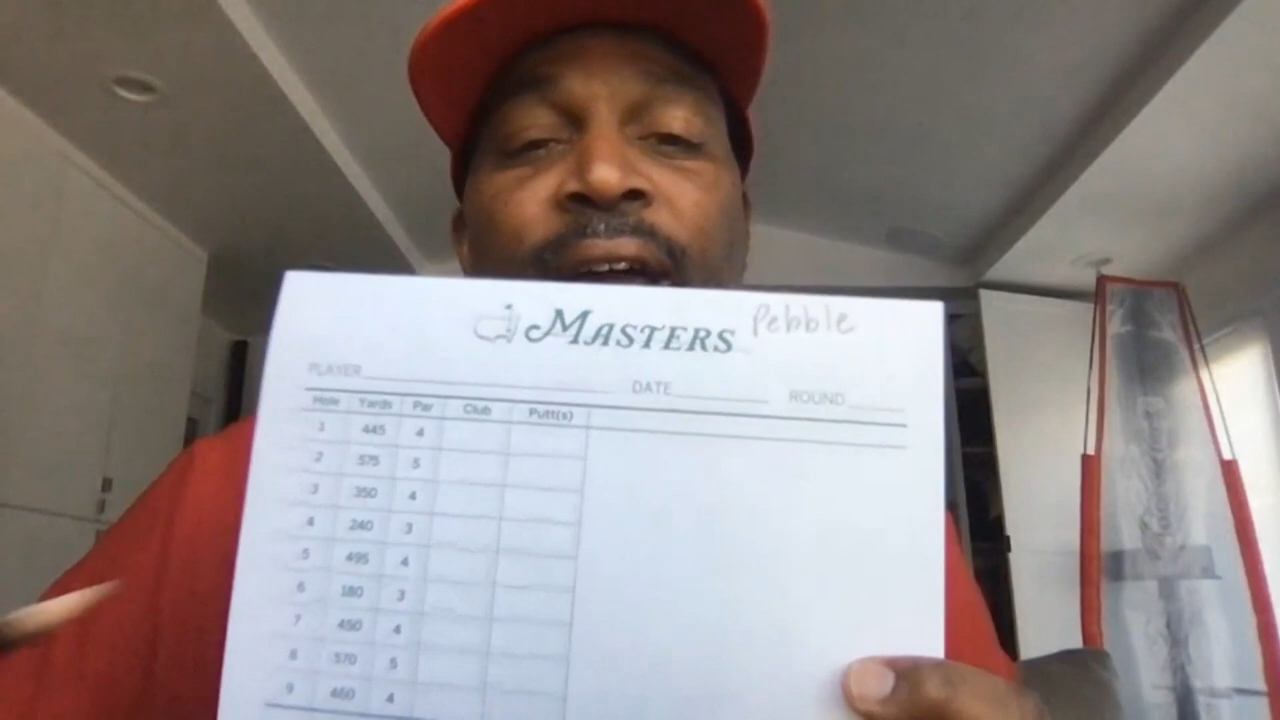 MASTERS Pebble
PLAYER DATE ROUND
Hole Yards Par Club Putt(s)
1 445 4
2 575 5
3 350 4
4 240 3
5 495 4
6 180 3
7 450 4
8 570 5
9 460 4